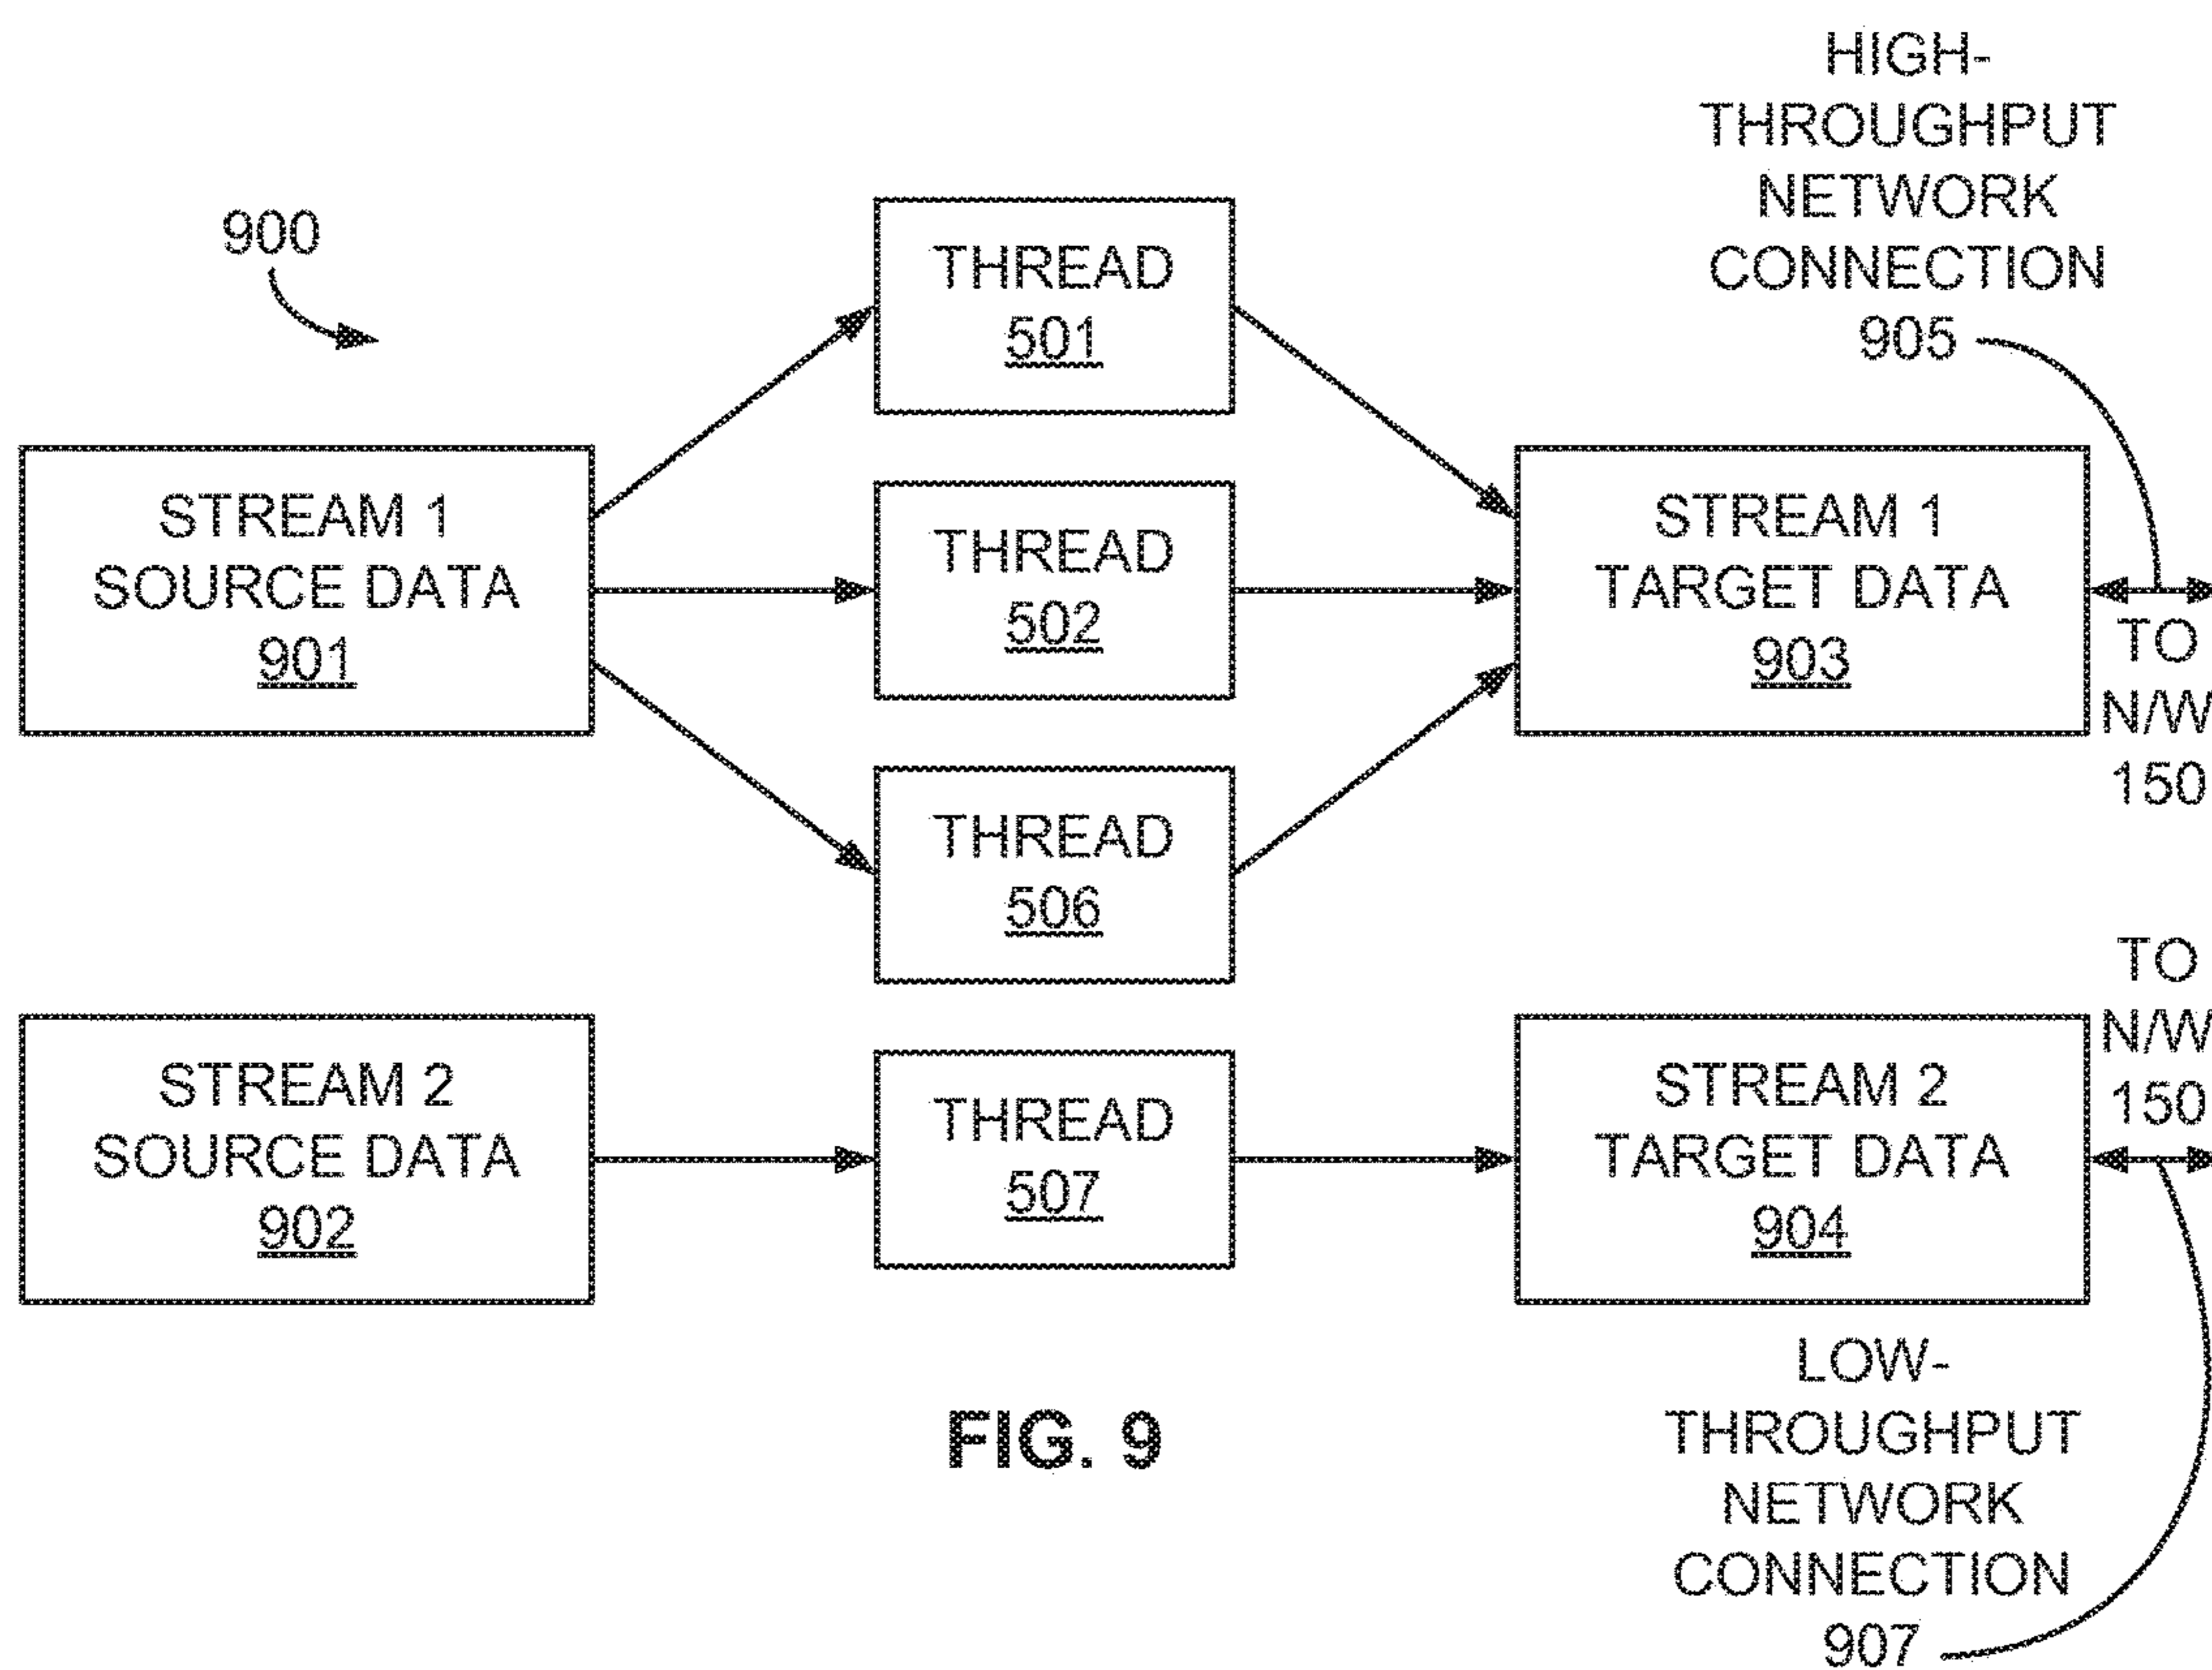 HIGH-
THROUGHPUT
NETWORK
CONNECTION
905
900
THREAD
501
STREAM 1
SOURCE DATA
901
THREAD
502
STREAM 1
TARGET DATA
903
TO
N/W
150
THREAD
506
STREAM 2
SOURCE DATA
902
THREAD
507
STREAM 2
TARGET DATA
904
TO
N/W
150
LOW-
THROUGHPUT
NETWORK
CONNECTION
907
FIG. 9